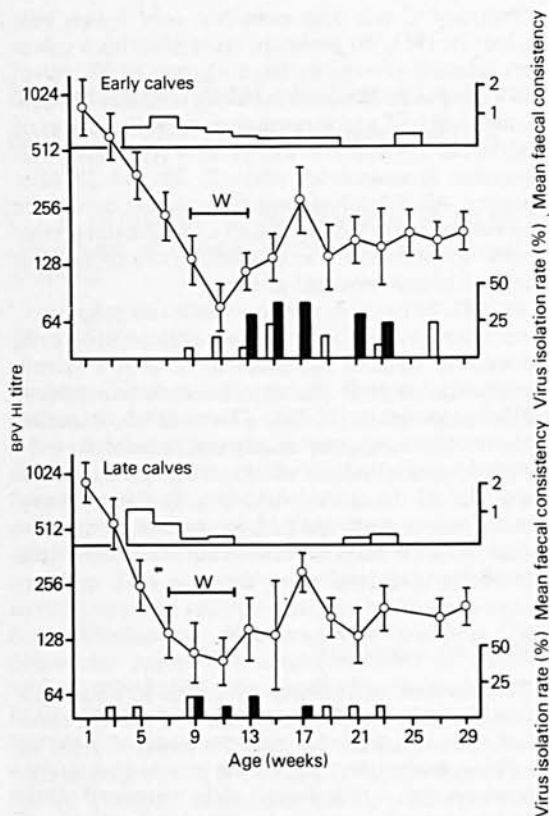 Early calves
1024
512
256
128
64
2
1
50
25
W
BPV HI titre
Late calves
1024
512
256
128
64
2
1
50
25
W
1 5 9 13 17 21 25 29
Age (weeks)
Virus isolation rate (%) Mean faecal consistency Virus isolation rate (%) Mean faecal consistency